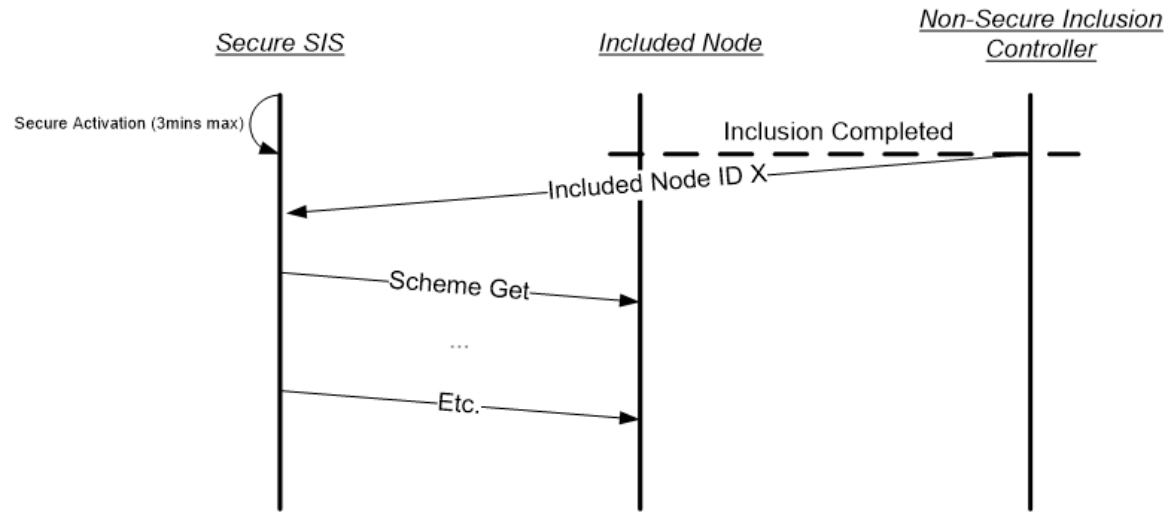 Secure SIS
Included Node
Non-Secure Inclusion
Controller
Secure Activation (3mins max)
Inclusion Completed
Included Node ID X
Scheme Get
...
Etc.